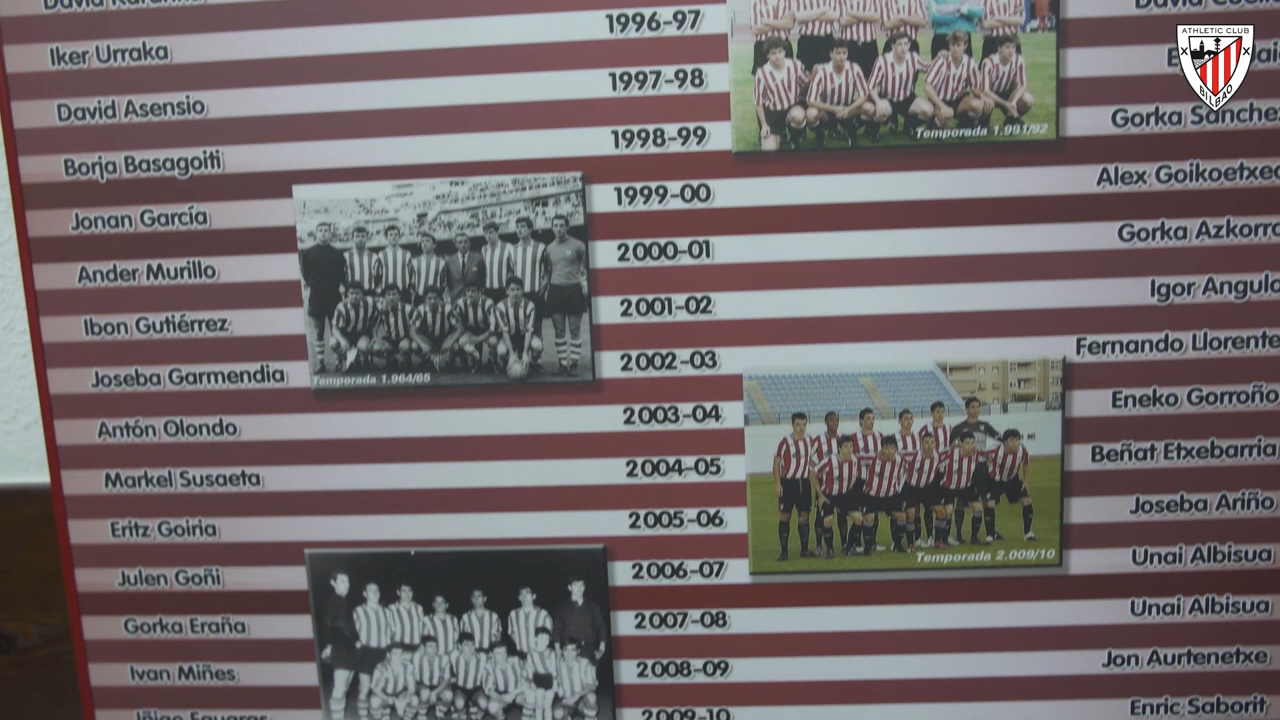 1996-97
Iker Urraka
1997-98
David Asensio
Temporada 1.991/92
ATHLETIC CLUB
BILBAO
Gorka Sánchez
1998-99
Borja Basagoiti
Alex Goikoetxe
1999-00
Jonan García
Gorka Azkorr
2000-01
Ander Murillo
Igor Angulo
2001-02
Ibon Gutiérrez
Fernando Llorente
2002-03
Joseba Garmendia
Temporada 1.964/65
Eneko Gorroño
2003-04
Antón Olondo
Beñat Etxebarria
2004-05
Markel Susaeta
Joseba Ariño
2005-06
Eritz Goiria
Temporada 2.009/10
Unai Albisua
2006-07
Julen Goñi
Unai Albisua
2007-08
Gorka Eraña
Jon Aurtenetxe
2008-09
Ivan Miñes
Enric Saborit
2009-10